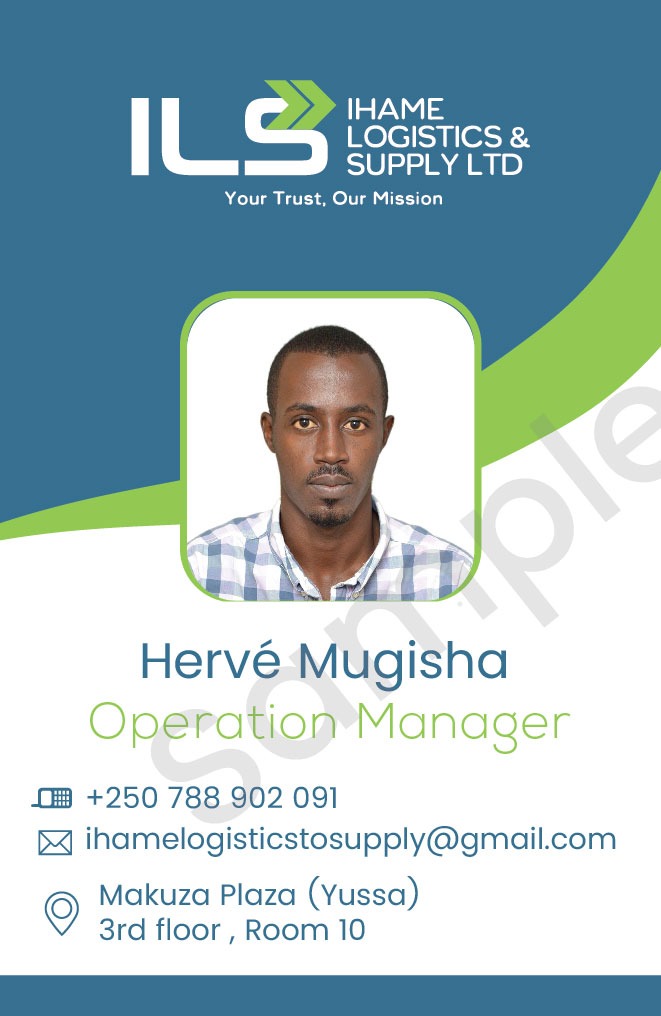 ILS
IHAME
LOGISTICS &
SUPPLY LTD
Your Trust, Our Mission
Hervé Mugisha
Operation Manager
+250 788 902 091
ihamelogisticstosupply@gmail.com
Makuza Plaza (Yussa)
3rd floor , Room 10
Sample